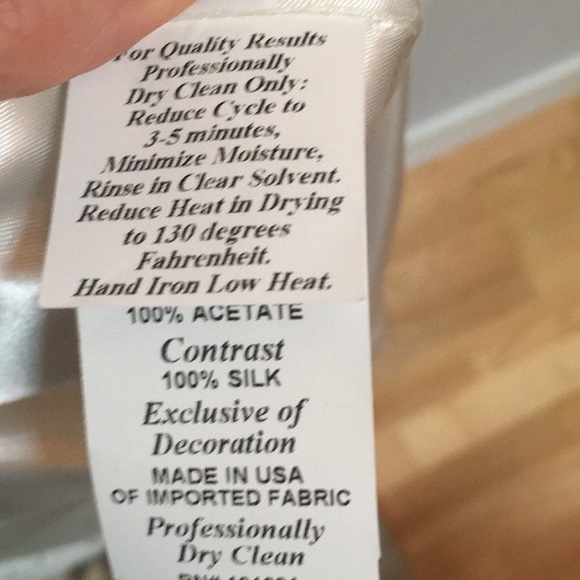 For Quality Results
Professionally
Dry Clean Only:
Reduce Cycle to
3-5 minutes,
Minimize Moisture,
Rinse in Clear Solvent.
Reduce Heat in Drying
to 130 degrees
Fahrenheit.
Hand Iron Low Heat.
100% ACETATE
Contrast
100% SILK
Exclusive of
Decoration
MADE IN USA
OF IMPORTED FABRIC
Professionally
Dry Clean